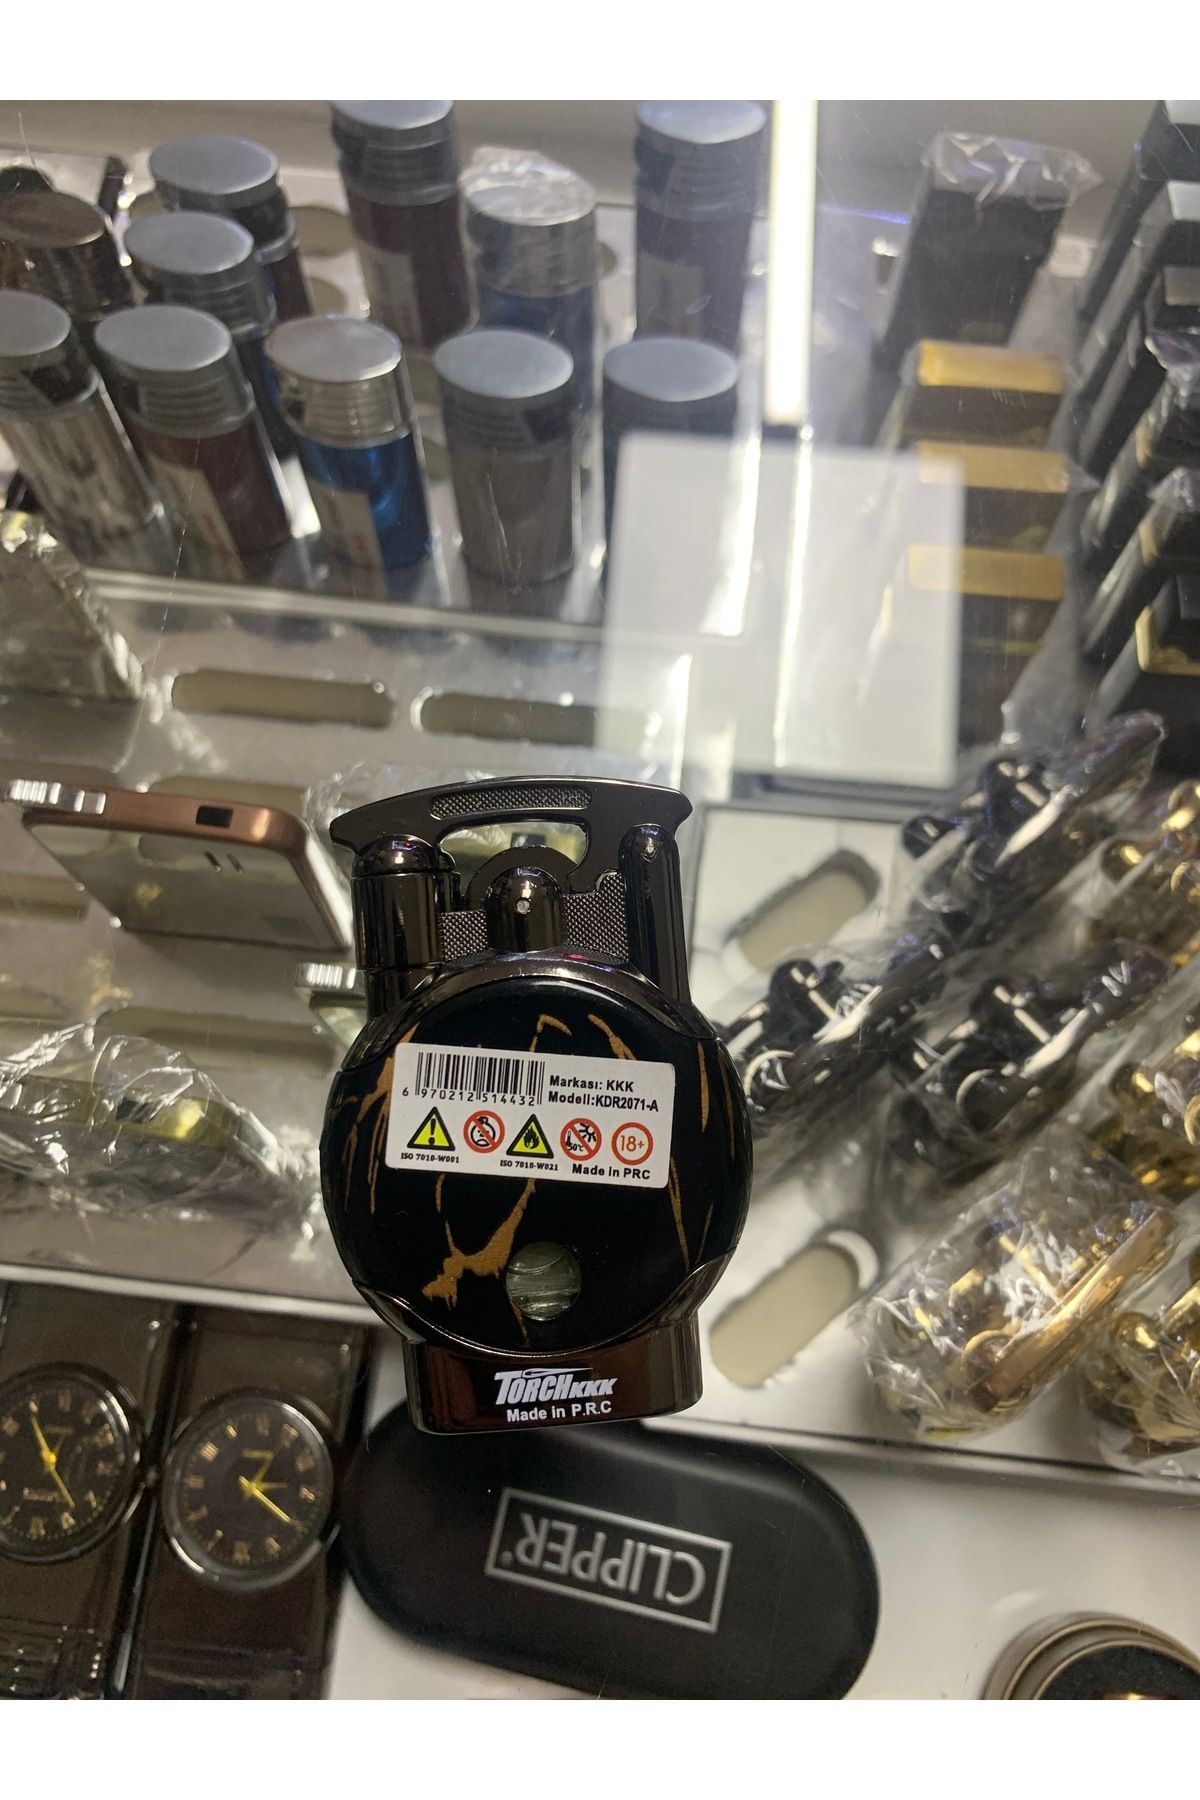 6 970212 514432
Markası: KKK
Modeli:KDR2071-A
50°C
18+
ISO 7010-W001
ISO 7010-W021
Made in PRC
TORCHKKK
Made in P.R.C
CLIPPER®